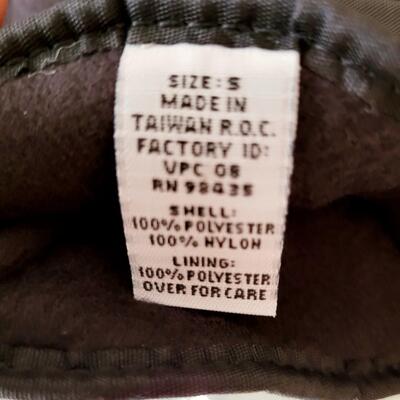 SIZE: S
MADE IN
TAIWAN R.O.C.
FACTORY ID:
VPC 08
RN 98435
SHELL:
100% POLYESTER
100% NYLON
LINING:
100% POLYESTER
OVER FOR CARE